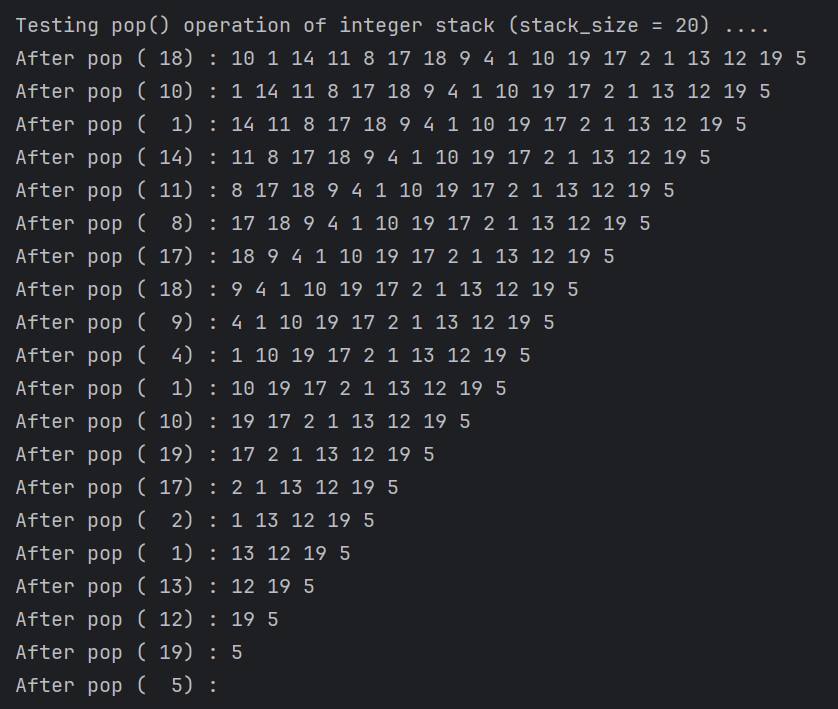 Testing pop() operation of integer stack (stack_size = 20) ....
After pop ( 18) : 10 1 14 11 8 17 18 9 4 1 10 19 17 2 1 13 12 19 5
After pop ( 10) : 1 14 11 8 17 18 9 4 1 10 19 17 2 1 13 12 19 5
After pop (  1) : 14 11 8 17 18 9 4 1 10 19 17 2 1 13 12 19 5
After pop ( 14) : 11 8 17 18 9 4 1 10 19 17 2 1 13 12 19 5
After pop ( 11) : 8 17 18 9 4 1 10 19 17 2 1 13 12 19 5
After pop (  8) : 17 18 9 4 1 10 19 17 2 1 13 12 19 5
After pop ( 17) : 18 9 4 1 10 19 17 2 1 13 12 19 5
After pop ( 18) : 9 4 1 10 19 17 2 1 13 12 19 5
After pop (  9) : 4 1 10 19 17 2 1 13 12 19 5
After pop (  4) : 1 10 19 17 2 1 13 12 19 5
After pop (  1) : 10 19 17 2 1 13 12 19 5
After pop ( 10) : 19 17 2 1 13 12 19 5
After pop ( 19) : 17 2 1 13 12 19 5
After pop ( 17) : 2 1 13 12 19 5
After pop (  2) : 1 13 12 19 5
After pop (  1) : 13 12 19 5
After pop ( 13) : 12 19 5
After pop ( 12) : 19 5
After pop ( 19) : 5
After pop (  5) :